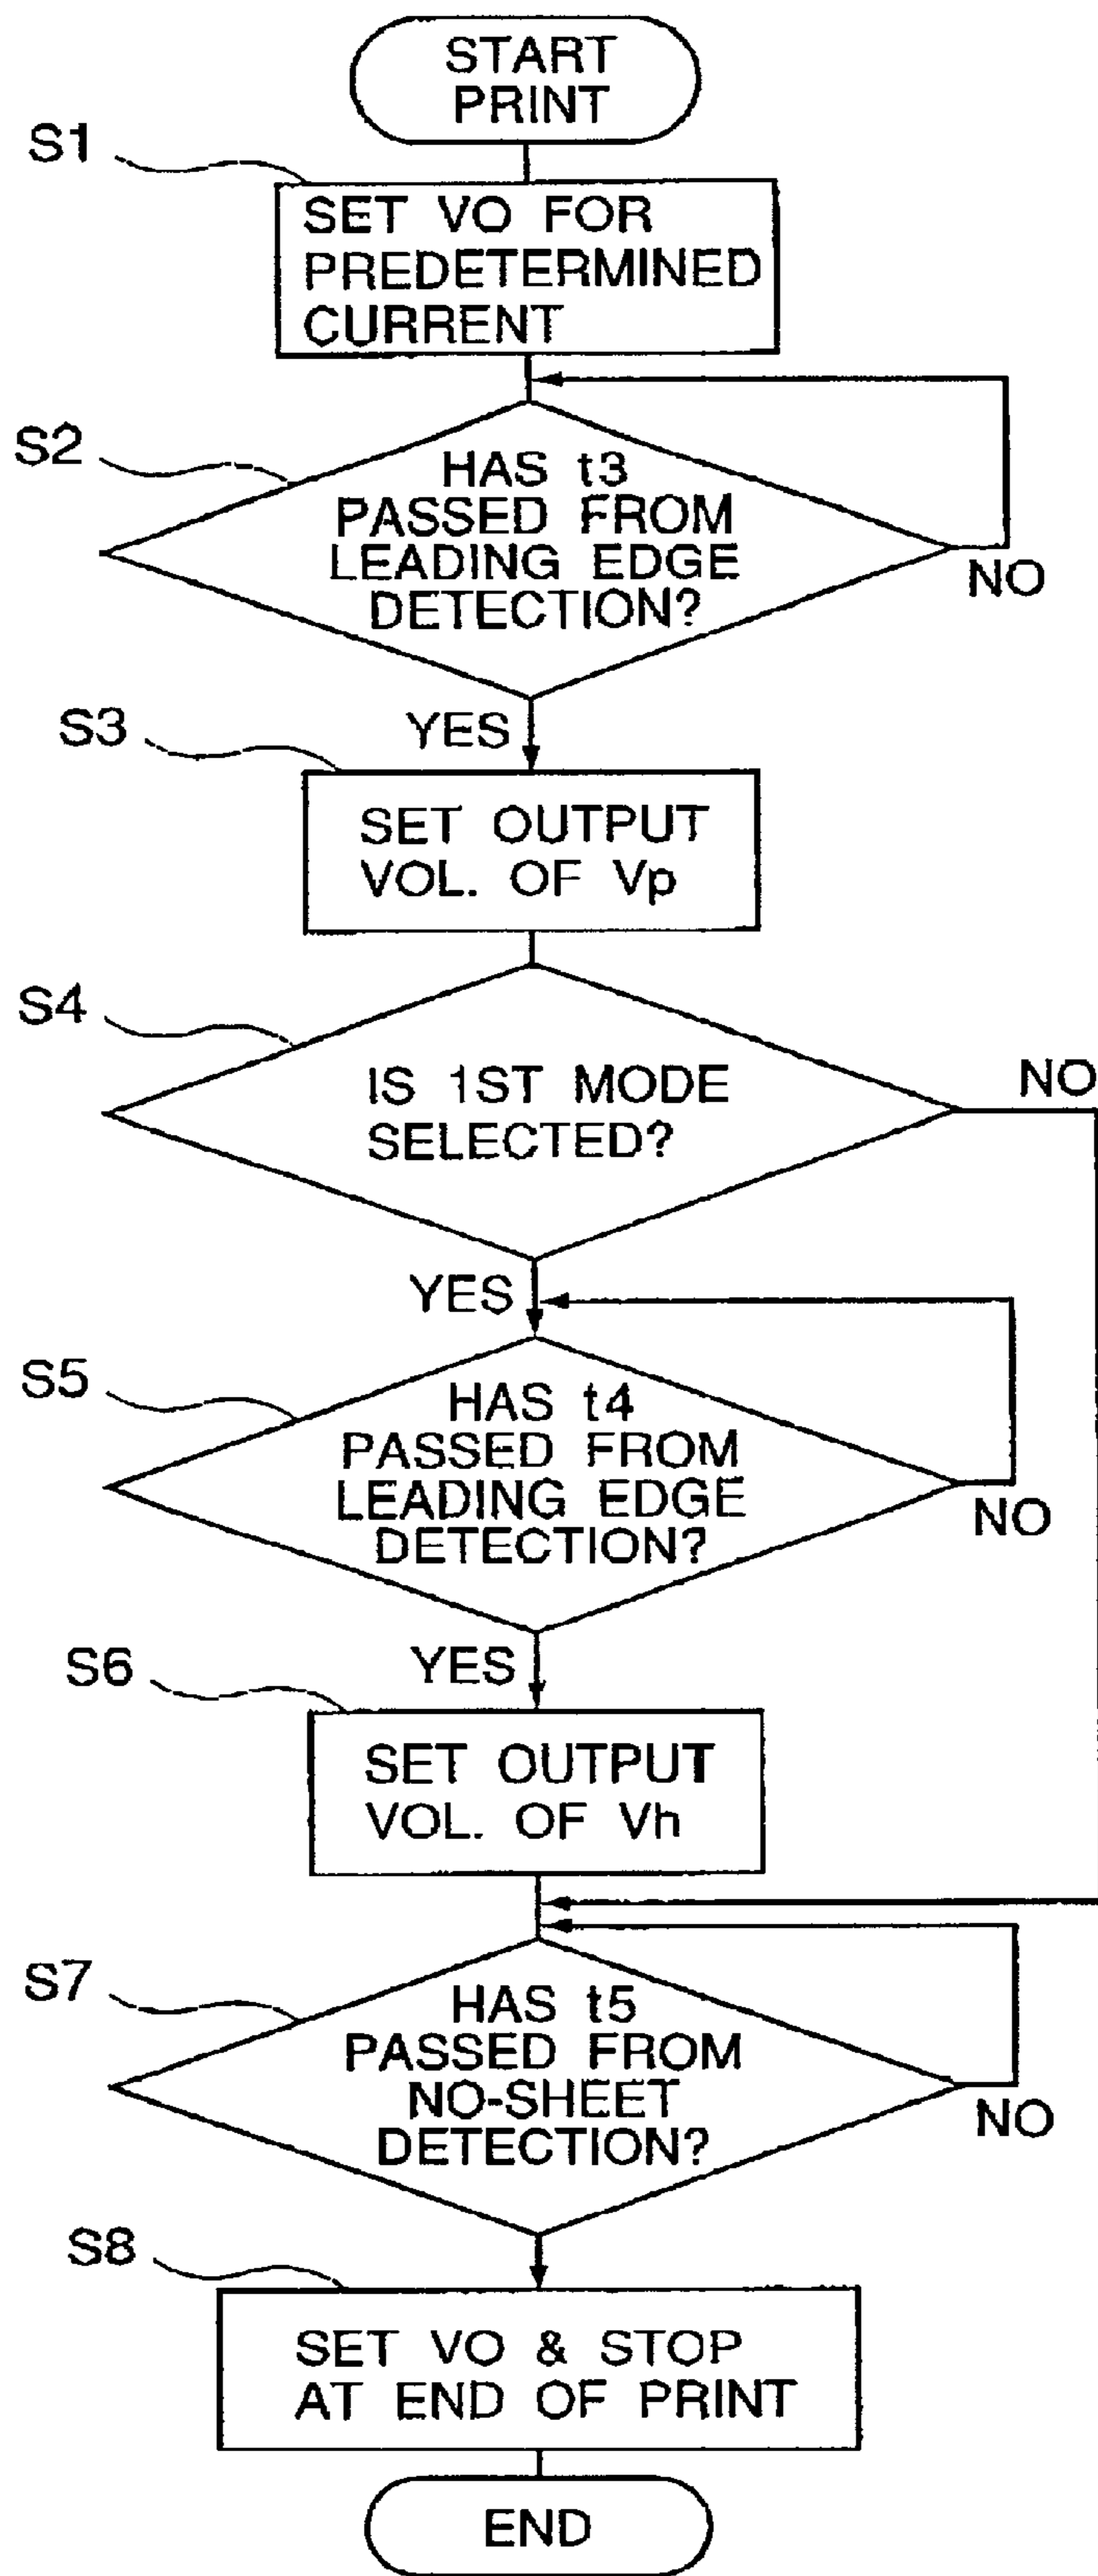 START
PRINT
S1
SET VO FOR
PREDETERMINED
CURRENT
S2
HAS t3
PASSED FROM
LEADING EDGE
DETECTION?
NO
YES
S3
SET OUTPUT
VOL. OF Vp
S4
IS 1ST MODE
SELECTED?
NO
YES
S5
HAS t4
PASSED FROM
LEADING EDGE
DETECTION?
NO
YES
S6
SET OUTPUT
VOL. OF Vh
S7
HAS t5
PASSED FROM
NO-SHEET
DETECTION?
NO
S8
SET VO & STOP
AT END OF PRINT
END